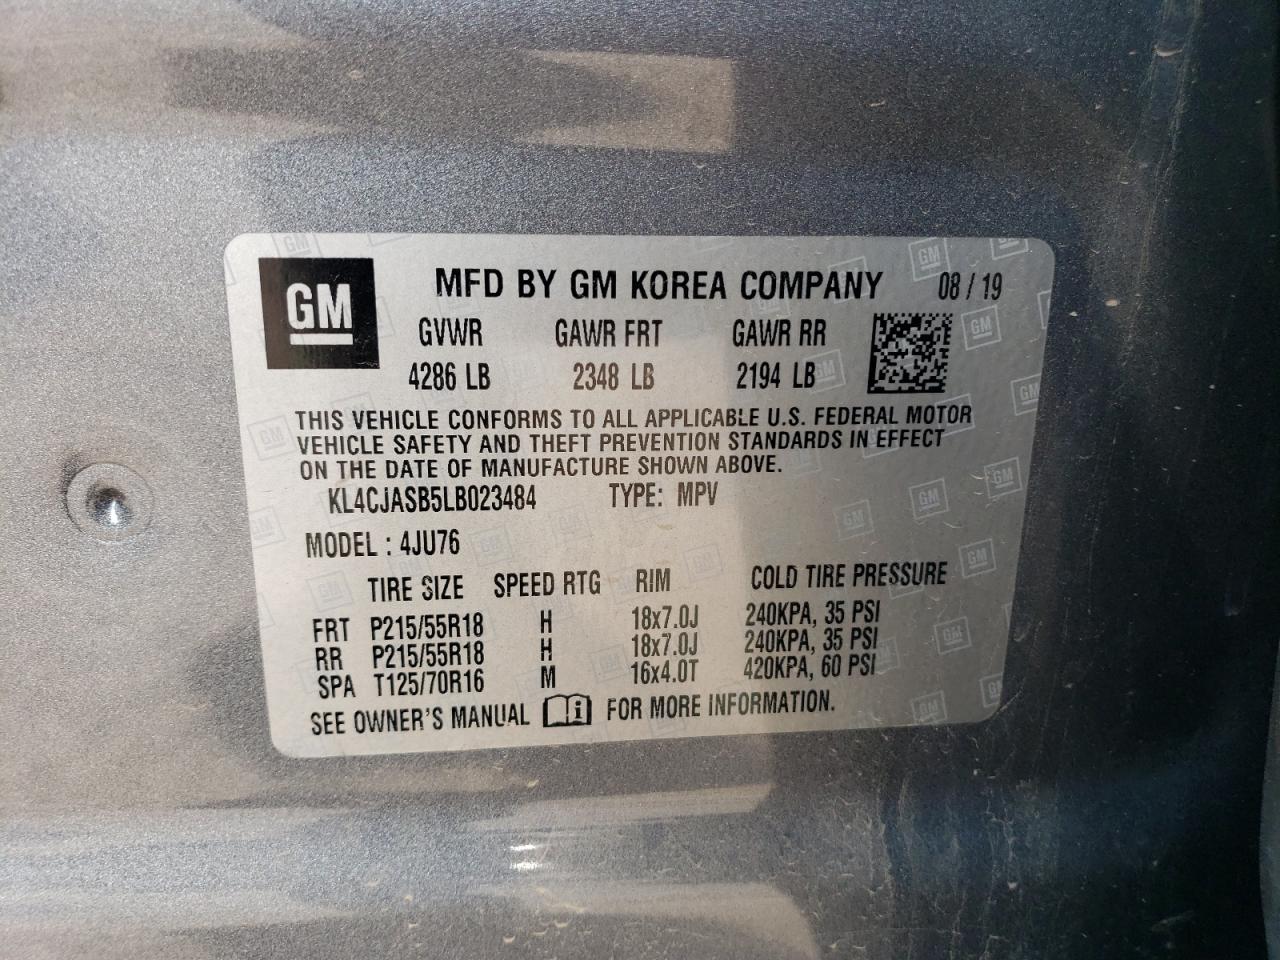 GM MFD BY GM KOREA COMPANY 08 / 19
GVWR GAWR FRT GAWR RR
4286 LB 2348 LB 2194 LB
THIS VEHICLE CONFORMS TO ALL APPLICABLE U.S. FEDERAL MOTOR
VEHICLE SAFETY AND THEFT PREVENTION STANDARDS IN EFFECT
ON THE DATE OF MANUFACTURE SHOWN ABOVE.
KL4CJASB5LB023484 TYPE: MPV
MODEL : 4JU76
TIRE SIZE SPEED RTG RIM COLD TIRE PRESSURE
FRT P215/55R18 H 18x7.0J 240KPA, 35 PSI
RR P215/55R18 H 18x7.0J 240KPA, 35 PSI
SPA T125/70R16 M 16x4.0T 420KPA, 60 PSI
SEE OWNER'S MANUAL i FOR MORE INFORMATION.